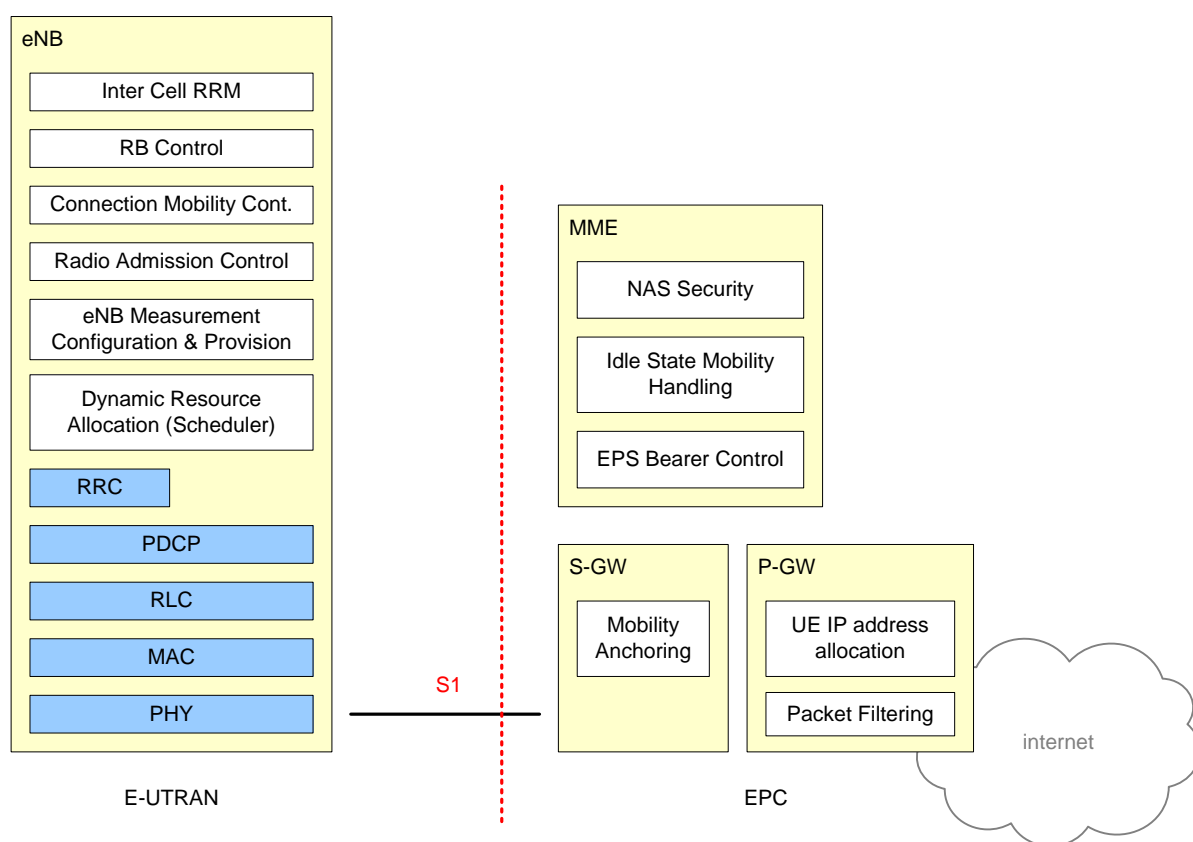 eNB
Inter Cell RRM
RB Control
Connection Mobility Cont.
Radio Admission Control
eNB Measurement
Configuration & Provision
Dynamic Resource
Allocation (Scheduler)
RRC
PDCP
RLC
MAC
PHY
S1
MME
NAS Security
Idle State Mobility
Handling
EPS Bearer Control
S-GW
Mobility
Anchoring
P-GW
UE IP address
allocation
Packet Filtering
internet
E-UTRAN
EPC